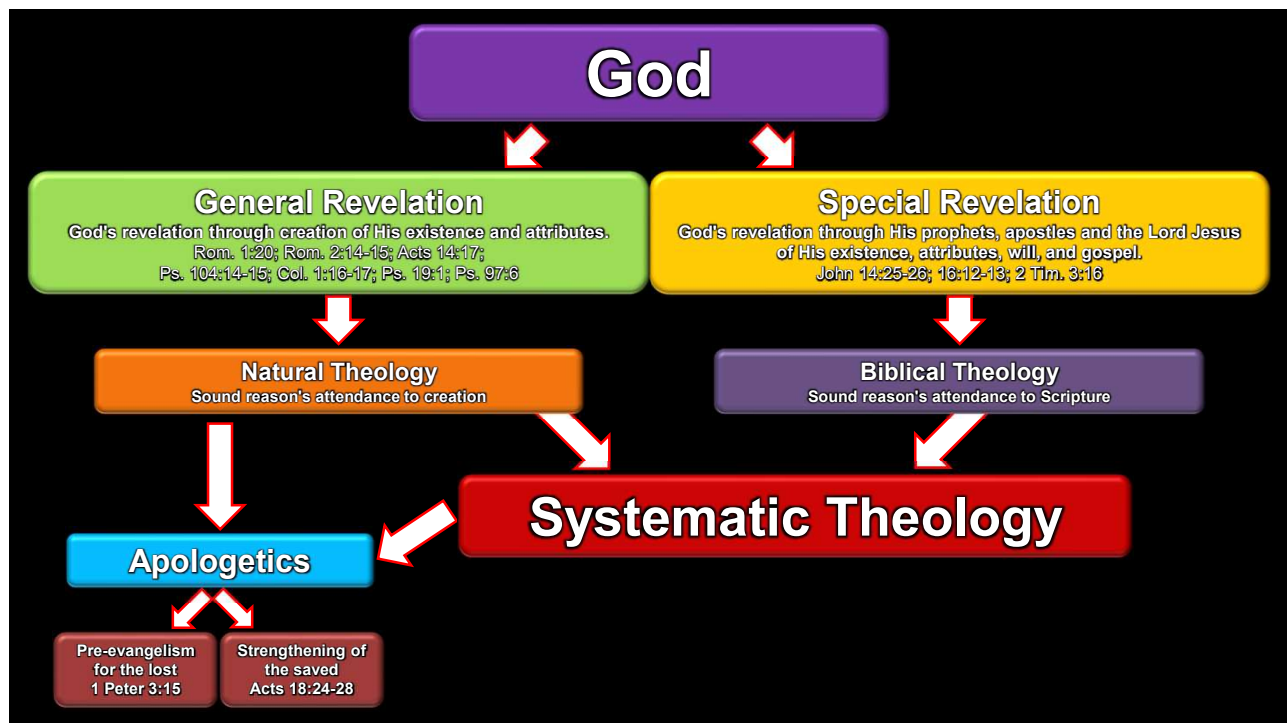 God
General Revelation
God's revelation through creation of His existence and attributes.
Rom. 1:20; Rom. 2:14-15; Acts 14:17;
Ps. 104:14-15; Col. 1:16-17; Ps. 19:1; Ps. 97:6
Special Revelation
God's revelation through His prophets, apostles and the Lord Jesus
of His existence, attributes, will, and gospel.
John 14:25-26; 16:12-13; 2 Tim. 3:16
Natural Theology
Sound reason's attendance to creation
Biblical Theology
Sound reason's attendance to Scripture
Systematic Theology
Apologetics
Pre-evangelism
for the lost
1 Peter 3:15
Strengthening of
the saved
Acts 18:24-28